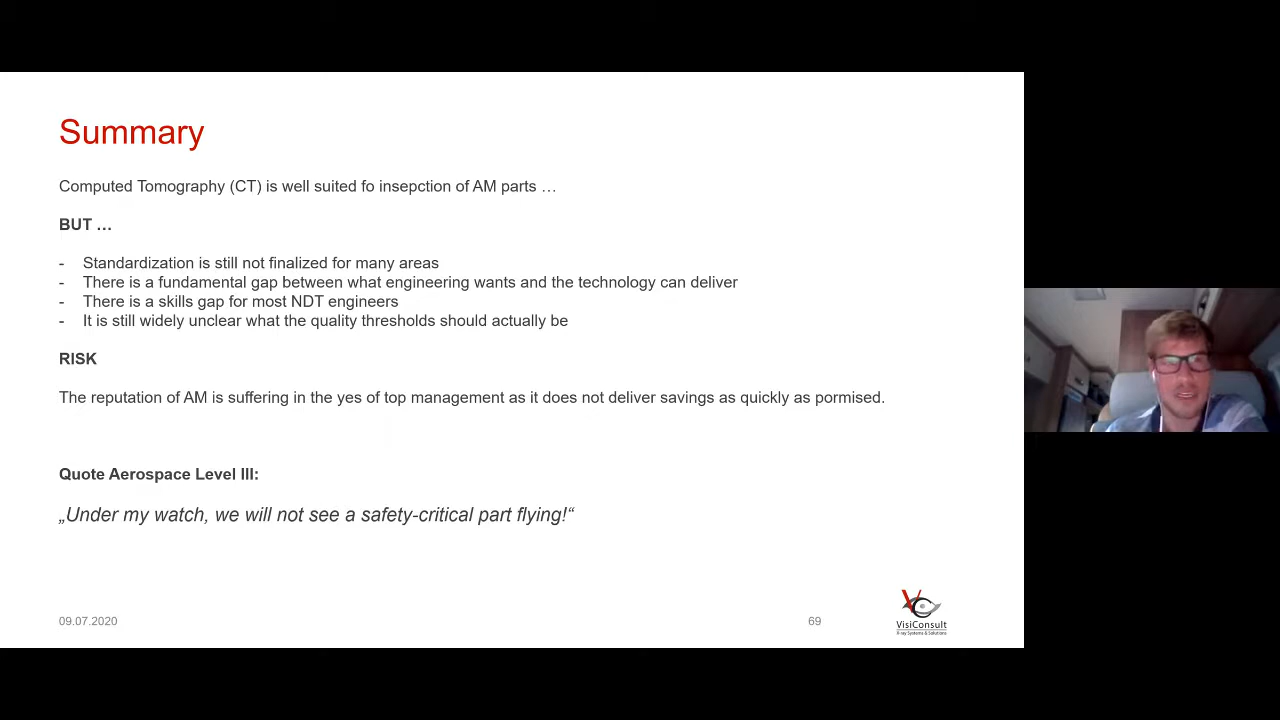 Summary
Computed Tomography (CT) is well suited fo insepction of AM parts …
BUT …
- Standardization is still not finalized for many areas
- There is a fundamental gap between what engineering wants and the technology can deliver
- There is a skills gap for most NDT engineers
- It is still widely unclear what the quality thresholds should actually be
RISK
The reputation of AM is suffering in the yes of top management as it does not deliver savings as quickly as pormised.
Quote Aerospace Level III:
„Under my watch, we will not see a safety-critical part flying!“
09.07.2020
69
VisiConsult
X-ray Systems & Solutions